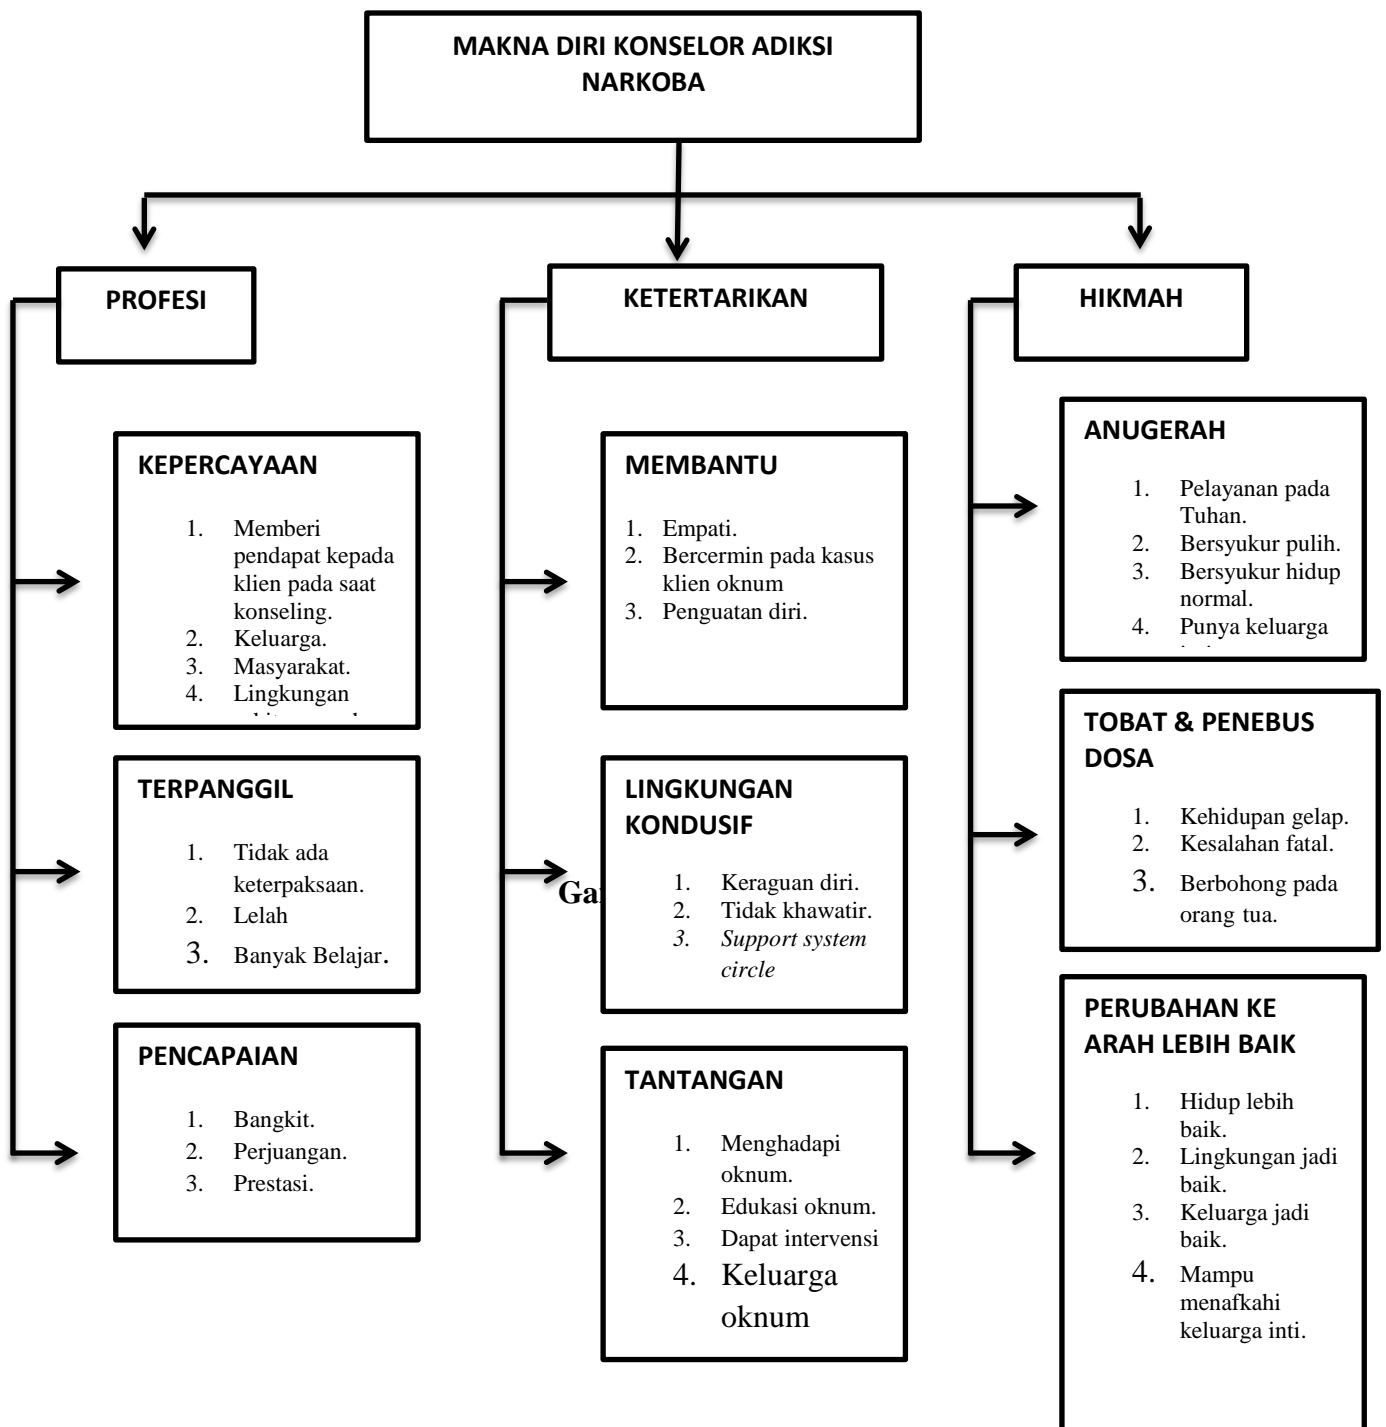 MAKNA DIRI KONSELOR ADIKSI
NARKOBA
PROFESI
KEPERCAYAAN
1. Memberi
pendapat kepada
klien pada saat
konseling.
2. Keluarga.
3. Masyarakat.
4. Lingkungan
TERPANGGIL
1. Tidak ada
keterpaksaan.
2. Lelah
3. Banyak Belajar.
PENCAPAIAN
1. Bangkit.
2. Perjuangan.
3. Prestasi.
KETERTARIKAN
MEMBANTU
1. Empati.
2. Bercermin pada kasus
klien oknum
3. Penguatan diri.
LINGKUNGAN
KONDUSIF
1. Keraguan diri.
2. Tidak khawatir.
3. Support system
circle
TANTANGAN
1. Menghadapi
oknum.
2. Edukasi oknum.
3. Dapat intervensi
4. Keluarga
oknum
HIKMAH
ANUGERAH
1. Pelayanan pada
Tuhan.
2. Bersyukur pulih.
3. Bersyukur hidup
normal.
4. Punya keluarga
TOBAT & PENEBUS
DOSA
1. Kehidupan gelap.
2. Kesalahan fatal.
3. Berbohong pada
orang tua.
PERUBAHAN KE
ARAH LEBIH BAIK
1. Hidup lebih
baik.
2. Lingkungan jadi
baik.
3. Keluarga jadi
baik.
4. Mampu
menafkahi
keluarga inti.